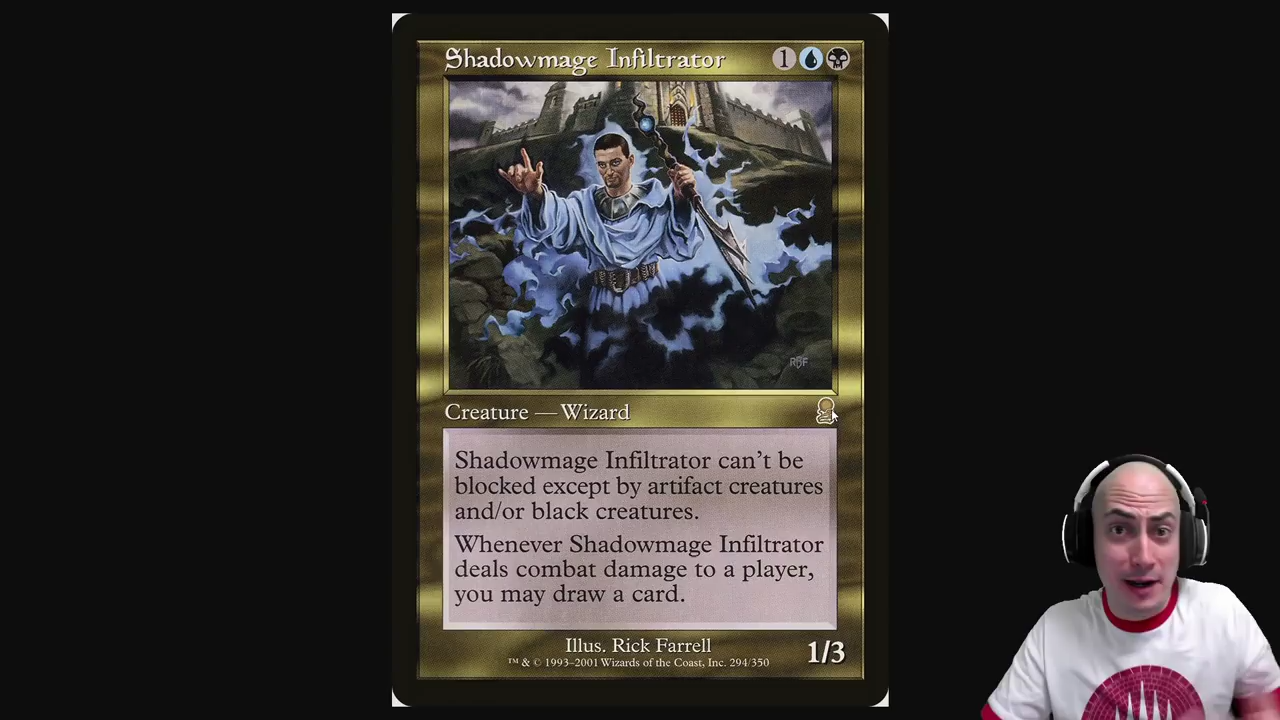 Shadowmage Infiltrator 1
RBF
Creature — Wizard
Shadowmage Infiltrator can't be
blocked except by artifact creatures
and/or black creatures.
Whenever Shadowmage Infiltrator
deals combat damage to a player,
you may draw a card.
Illus. Rick Farrell
™ & © 1993–2001 Wizards of the Coast, Inc. 294/350
1/3